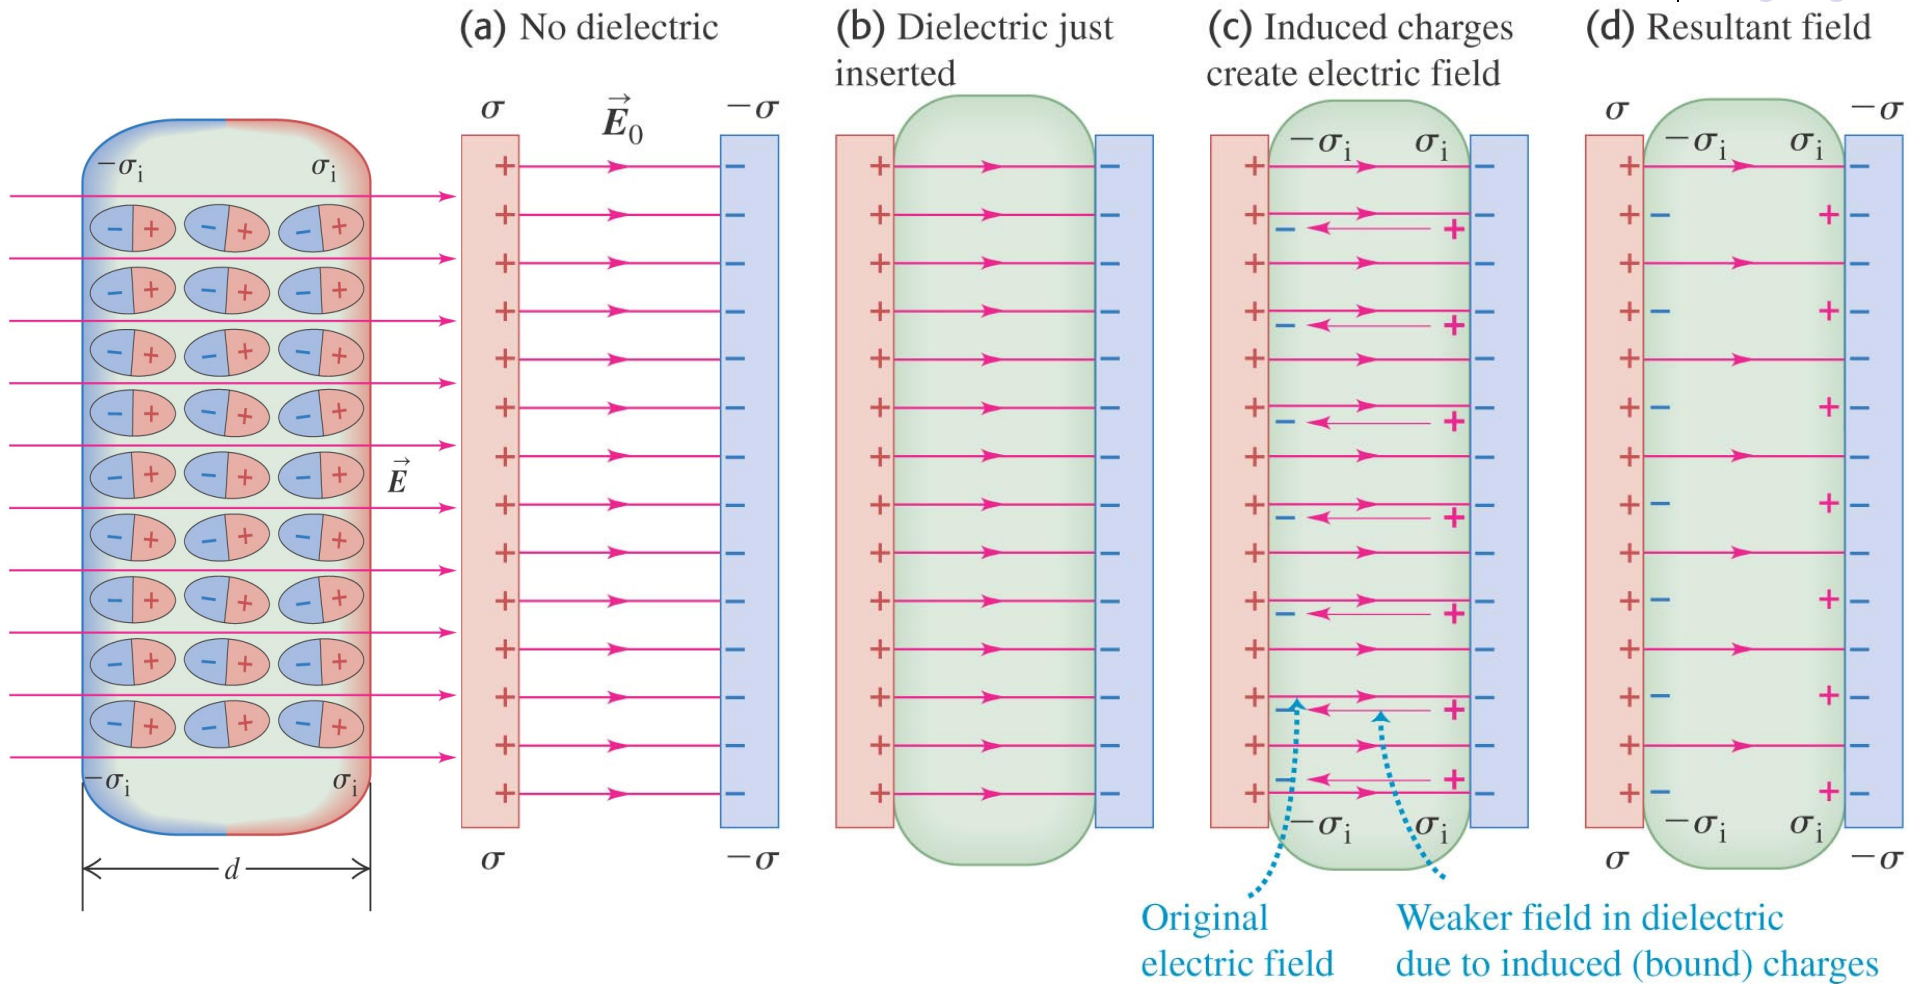 (a) No dielectric
(b) Dielectric just
inserted
(c) Induced charges
create electric field
(d) Resultant field
−σᵢ σᵢ
E⃗
−σᵢ σᵢ
d
σ E⃗₀ −σ
σ −σ
−σᵢ σᵢ
−σᵢ σᵢ
σ −σ
−σᵢ σᵢ
−σᵢ σᵢ
σ −σ
Original
electric field
Weaker field in dielectric
due to induced (bound) charges